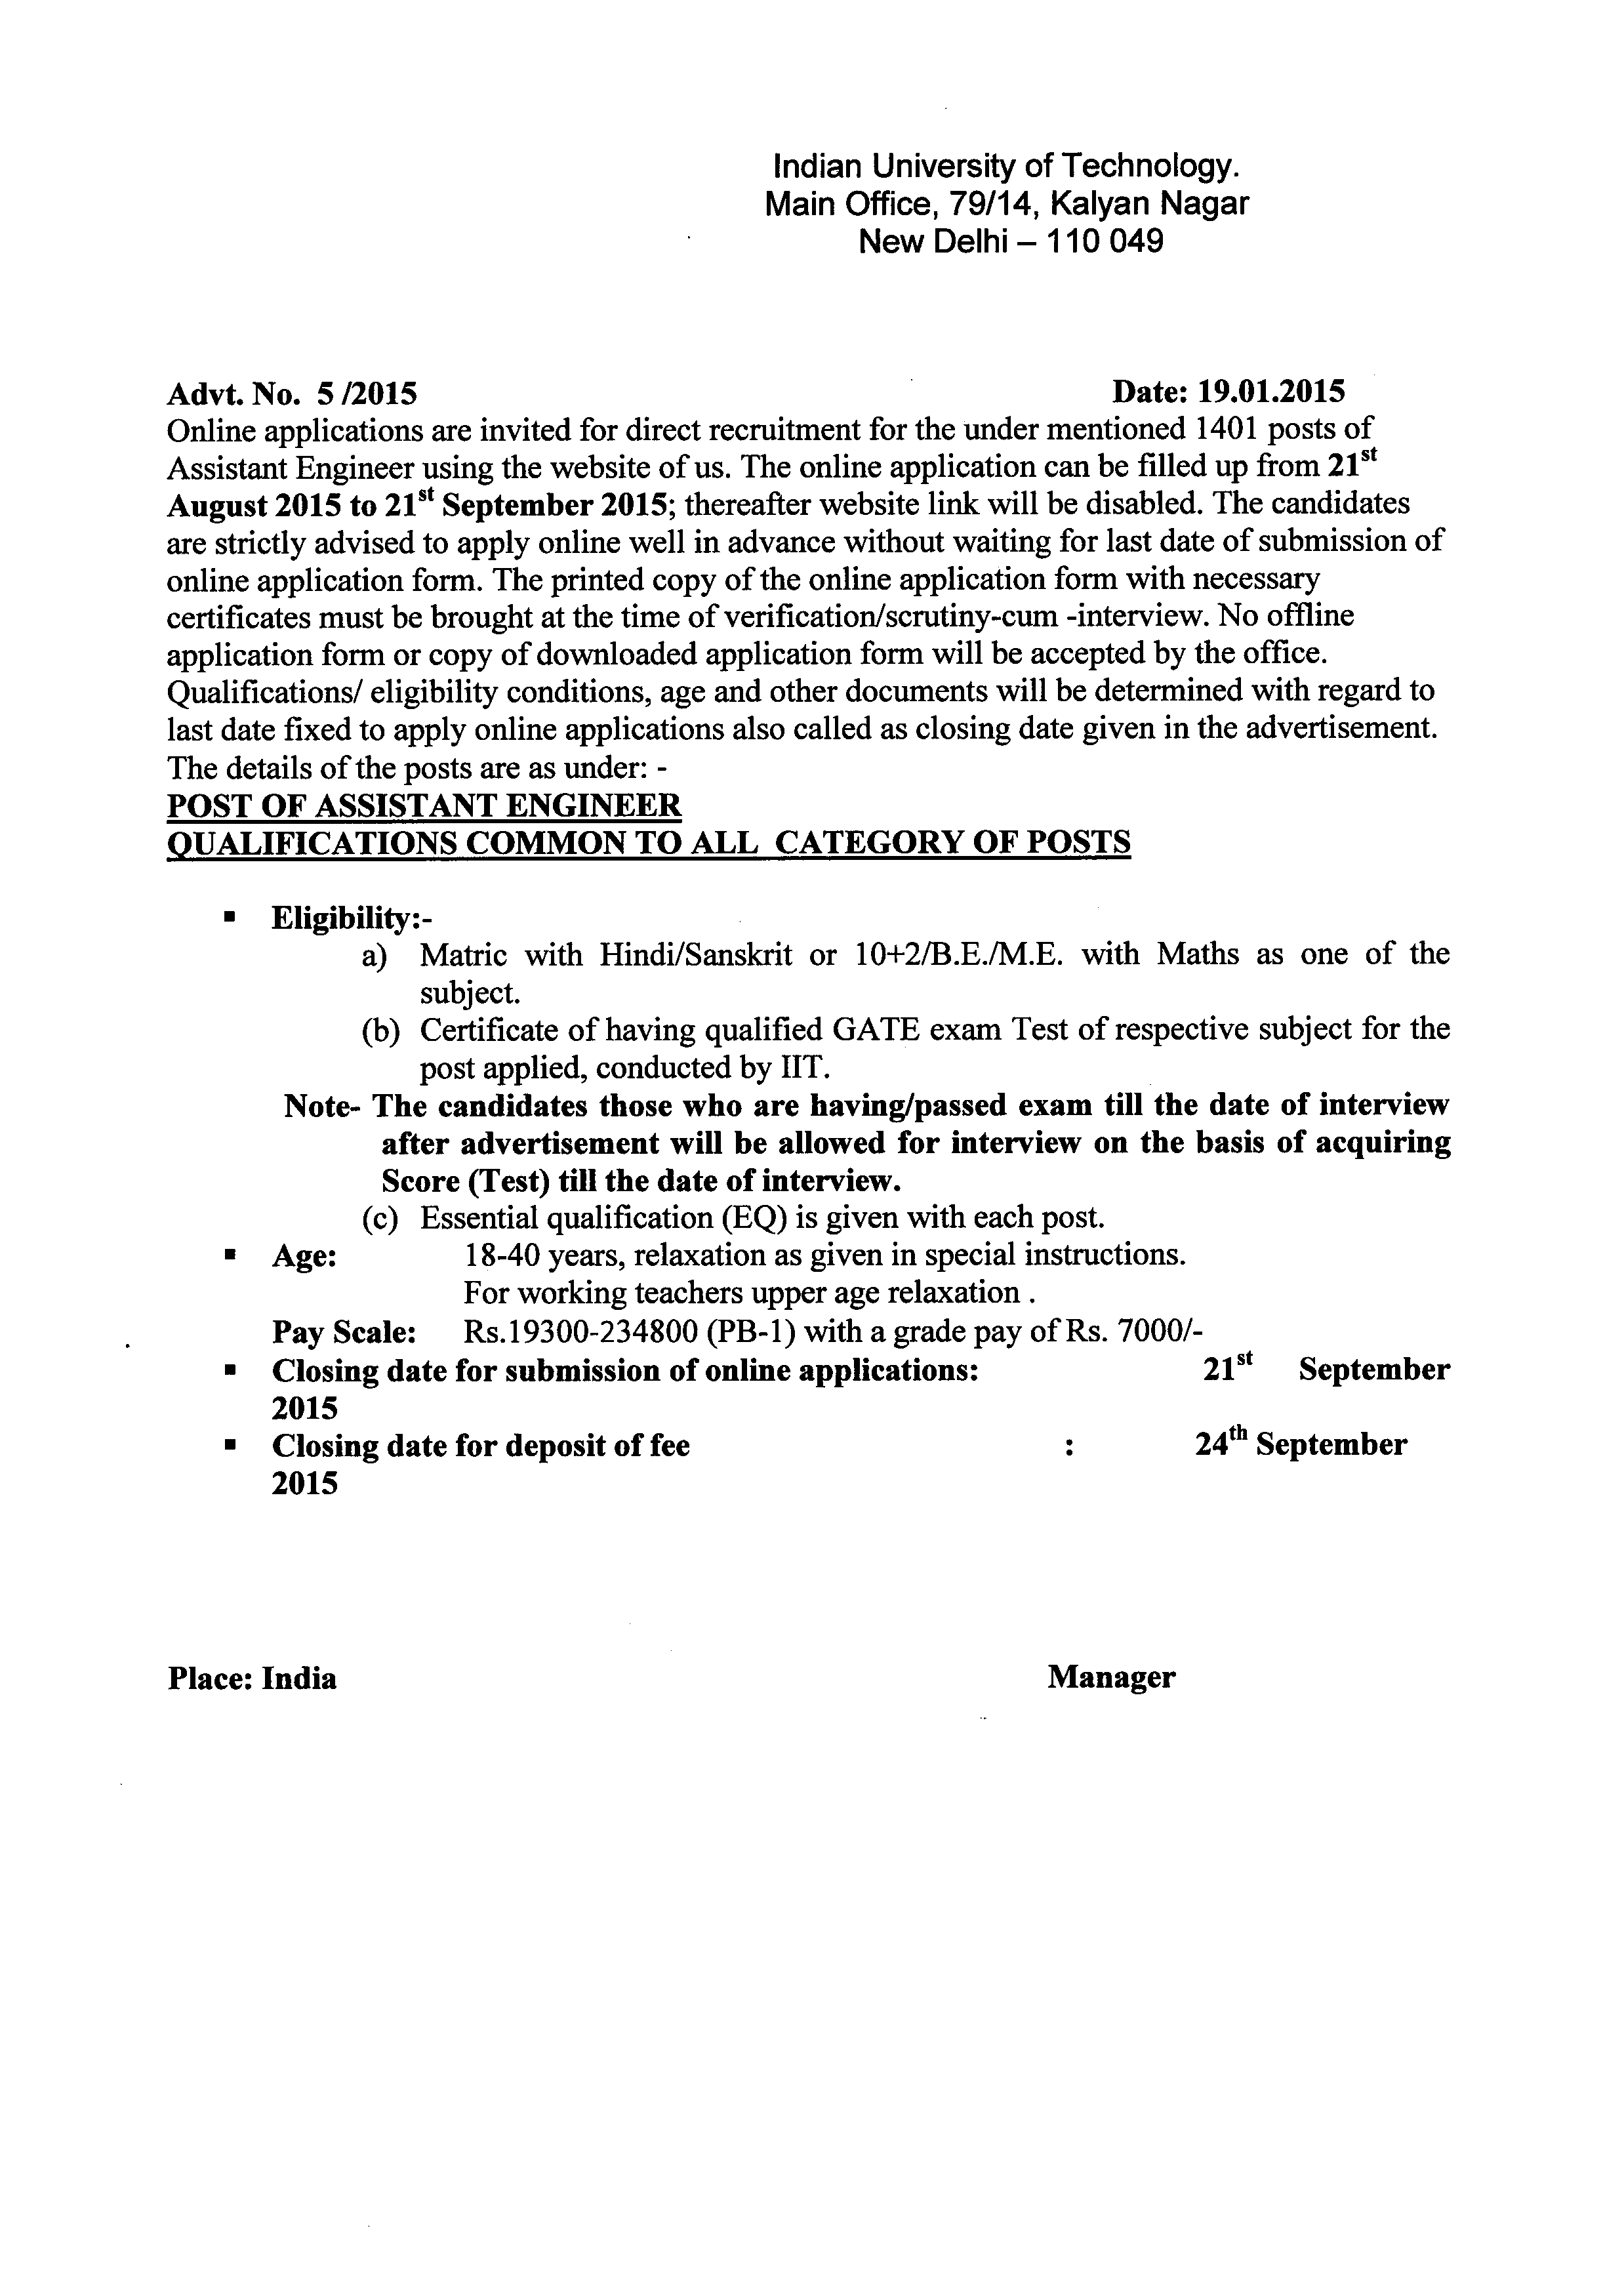 Indian University of Technology.
Main Office, 79/14, Kalyan Nagar
New Delhi – 110 049
Advt. No. 5 /2015 Date: 19.01.2015
Online applications are invited for direct recruitment for the under mentioned 1401 posts of
Assistant Engineer using the website of us. The online application can be filled up from 21st
August 2015 to 21st September 2015; thereafter website link will be disabled. The candidates
are strictly advised to apply online well in advance without waiting for last date of submission of
online application form. The printed copy of the online application form with necessary
certificates must be brought at the time of verification/scrutiny-cum -interview. No offline
application form or copy of downloaded application form will be accepted by the office.
Qualifications/ eligibility conditions, age and other documents will be determined with regard to
last date fixed to apply online applications also called as closing date given in the advertisement.
The details of the posts are as under: -
POST OF ASSISTANT ENGINEER
QUALIFICATIONS COMMON TO ALL CATEGORY OF POSTS
▪ Eligibility:-
a) Matric with Hindi/Sanskrit or 10+2/B.E./M.E. with Maths as one of the
subject.
(b) Certificate of having qualified GATE exam Test of respective subject for the
post applied, conducted by IIT.
Note- The candidates those who are having/passed exam till the date of interview
after advertisement will be allowed for interview on the basis of acquiring
Score (Test) till the date of interview.
(c) Essential qualification (EQ) is given with each post.
▪ Age: 18-40 years, relaxation as given in special instructions.
For working teachers upper age relaxation .
Pay Scale: Rs.19300-234800 (PB-1) with a grade pay of Rs. 7000/-
▪ Closing date for submission of online applications: 21st September
2015
▪ Closing date for deposit of fee : 24th September
2015
Place: India Manager